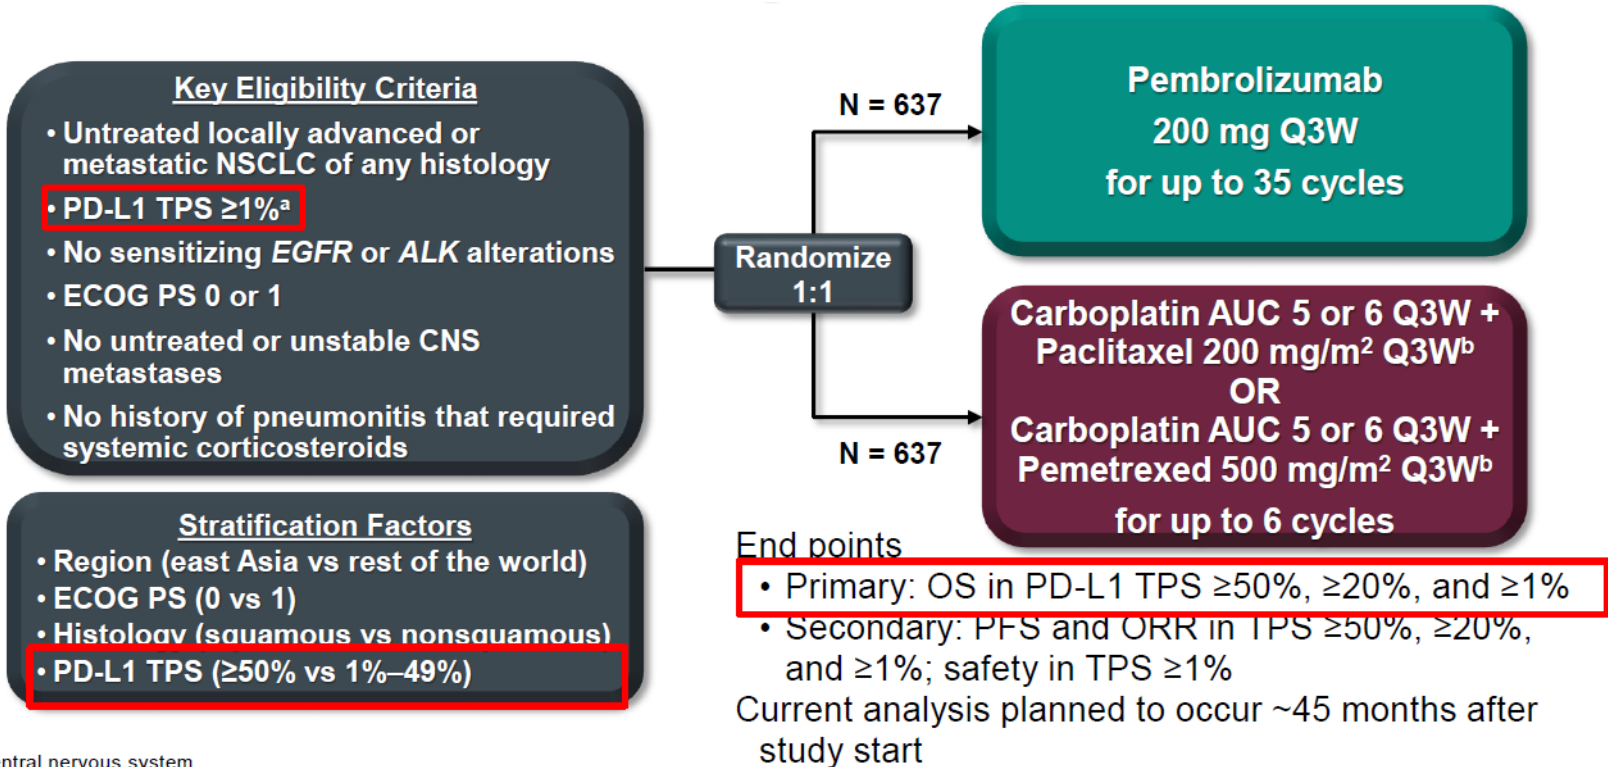 Key Eligibility Criteria
• Untreated locally advanced or
metastatic NSCLC of any histology
• PD-L1 TPS ≥1%ᵃ
• No sensitizing EGFR or ALK alterations
• ECOG PS 0 or 1
• No untreated or unstable CNS
metastases
• No history of pneumonitis that required
systemic corticosteroids
Stratification Factors
• Region (east Asia vs rest of the world)
• ECOG PS (0 vs 1)
• Histology (squamous vs nonsquamous)
• PD-L1 TPS (≥50% vs 1%–49%)
Randomize
1:1
N = 637
Pembrolizumab
200 mg Q3W
for up to 35 cycles
N = 637
Carboplatin AUC 5 or 6 Q3W +
Paclitaxel 200 mg/m² Q3Wᵇ
OR
Carboplatin AUC 5 or 6 Q3W +
Pemetrexed 500 mg/m² Q3Wᵇ
for up to 6 cycles
End points
• Primary: OS in PD-L1 TPS ≥50%, ≥20%, and ≥1%
• Secondary: PFS and ORR in TPS ≥50%, ≥20%,
and ≥1%; safety in TPS ≥1%
Current analysis planned to occur ~45 months after
study start
ntral nervous system